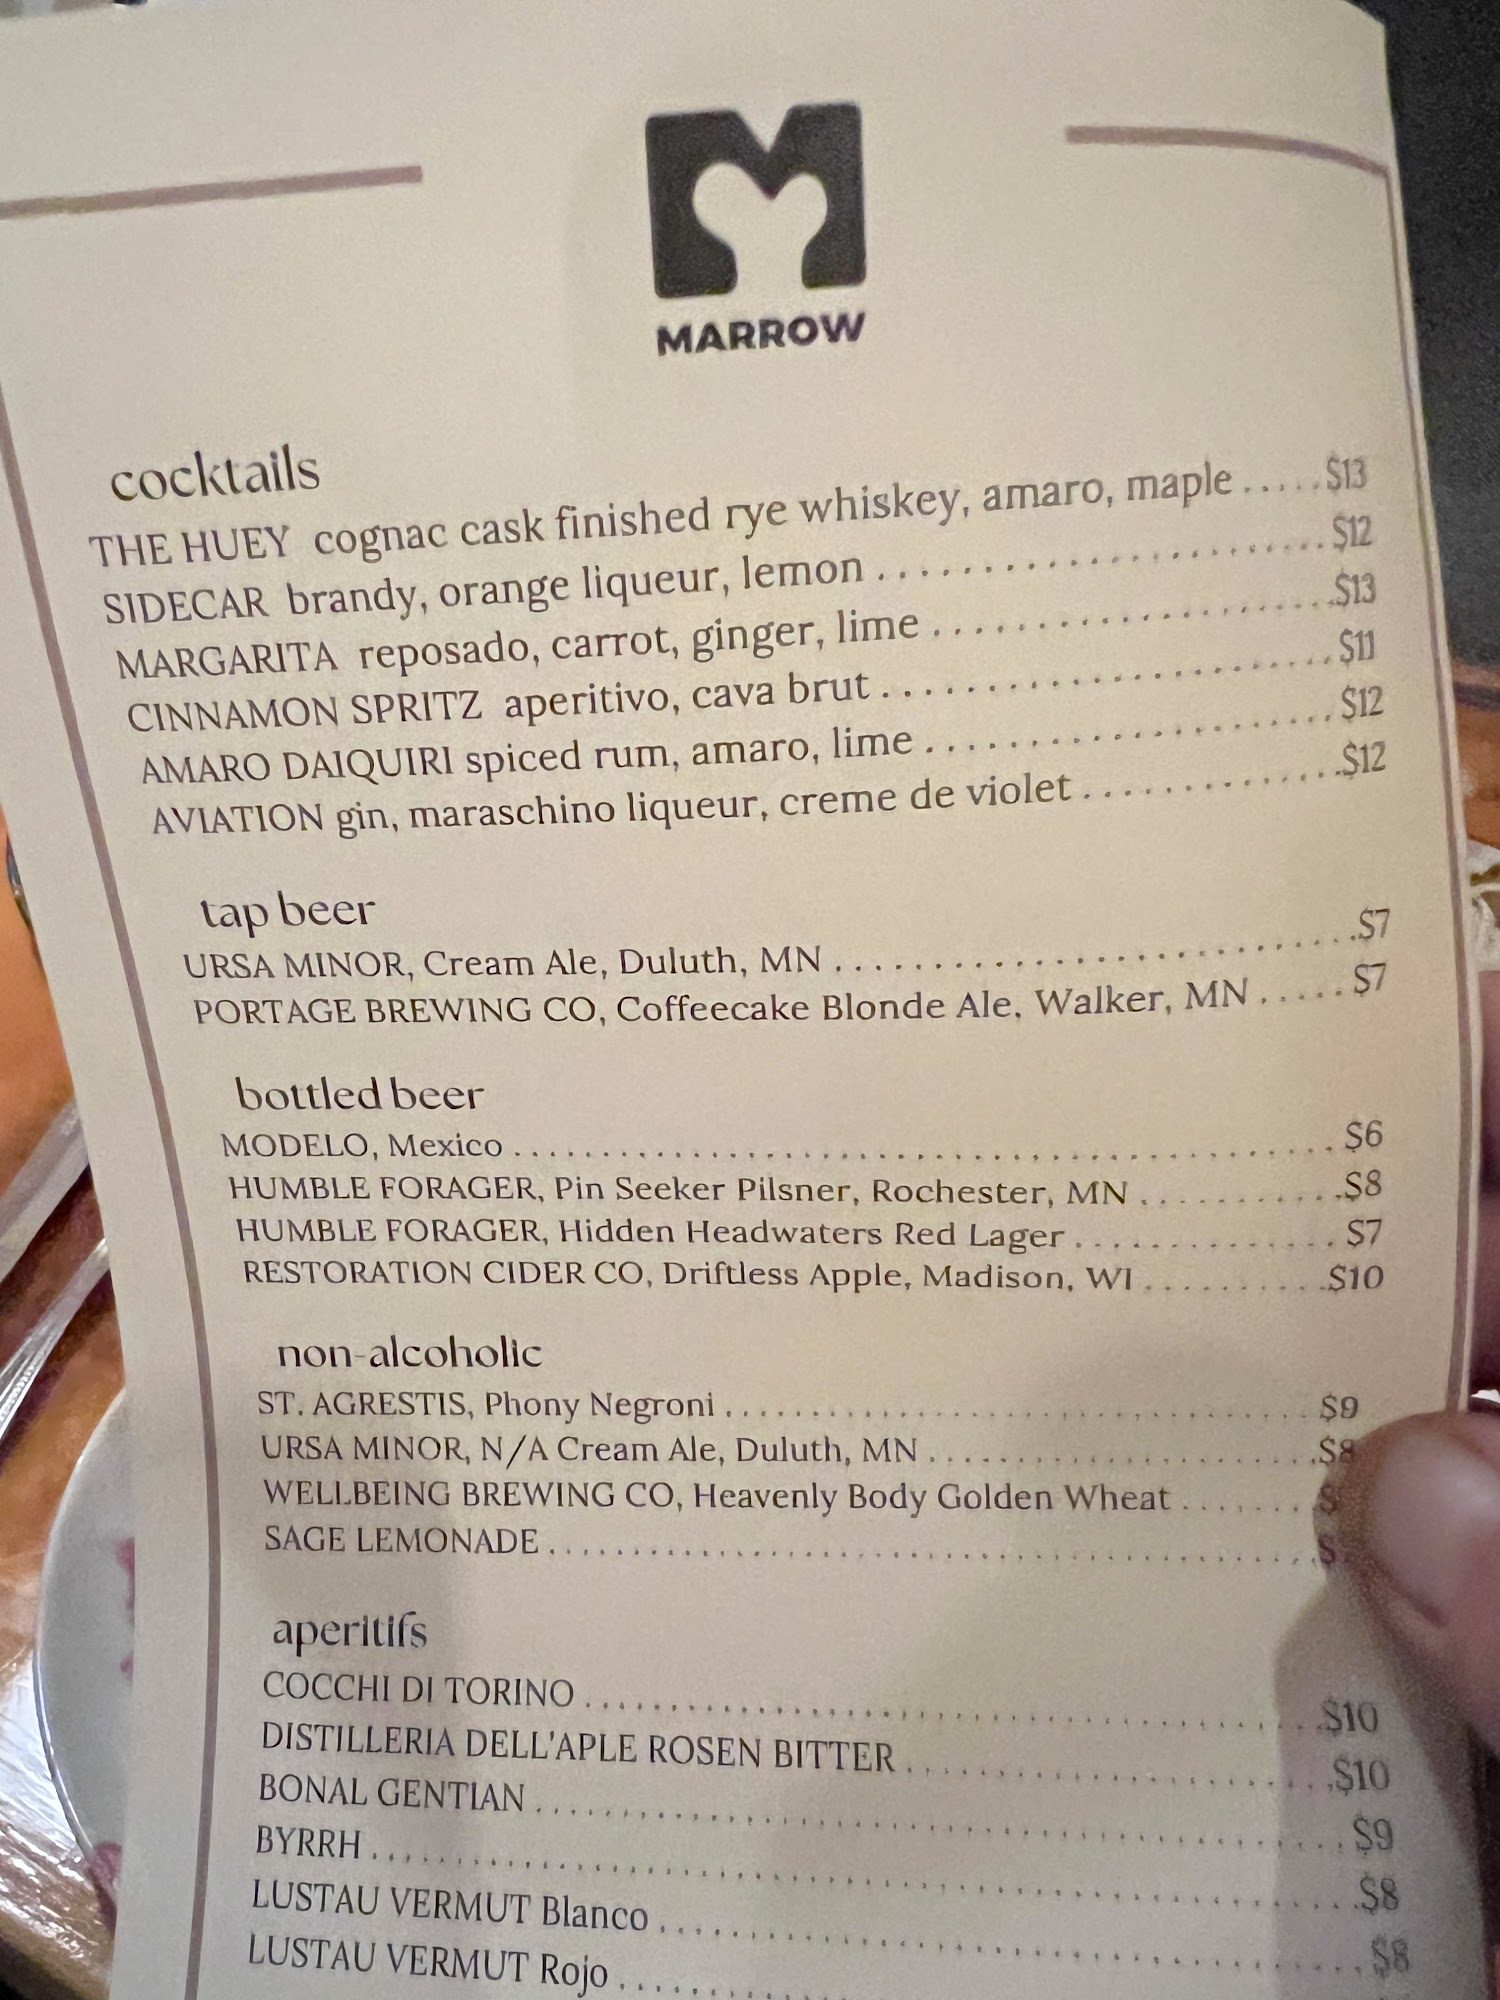 MARROW
cocktails
THE HUEY cognac cask finished rye whiskey, amaro, maple ..... $13
SIDECAR brandy, orange liqueur, lemon ..... $12
MARGARITA reposado, carrot, ginger, lime ..... $13
CINNAMON SPRITZ aperitivo, cava brut ..... $11
AMARO DAIQUIRI spiced rum, amaro, lime ..... $12
AVIATION gin, maraschino liqueur, creme de violet ..... $12
tap beer
URSA MINOR, Cream Ale, Duluth, MN ..... $7
PORTAGE BREWING CO, Coffeecake Blonde Ale, Walker, MN ..... $7
bottled beer
MODELO, Mexico ..... $6
HUMBLE FORAGER, Pin Seeker Pilsner, Rochester, MN ..... $8
HUMBLE FORAGER, Hidden Headwaters Red Lager ..... $7
RESTORATION CIDER CO, Driftless Apple, Madison, WI ..... $10
non-alcoholic
ST. AGRESTIS, Phony Negroni ..... $9
URSA MINOR, N/A Cream Ale, Duluth, MN ..... $8
WELLBEING BREWING CO, Heavenly Body Golden Wheat ..... $
SAGE LEMONADE ..... $
aperitifs
COCCHI DI TORINO ..... $10
DISTILLERIA DELL'APLE ROSEN BITTER ..... $10
BONAL GENTIAN ..... $9
BYRRH ..... $8
LUSTAU VERMUT Blanco ..... $8
LUSTAU VERMUT Rojo .....